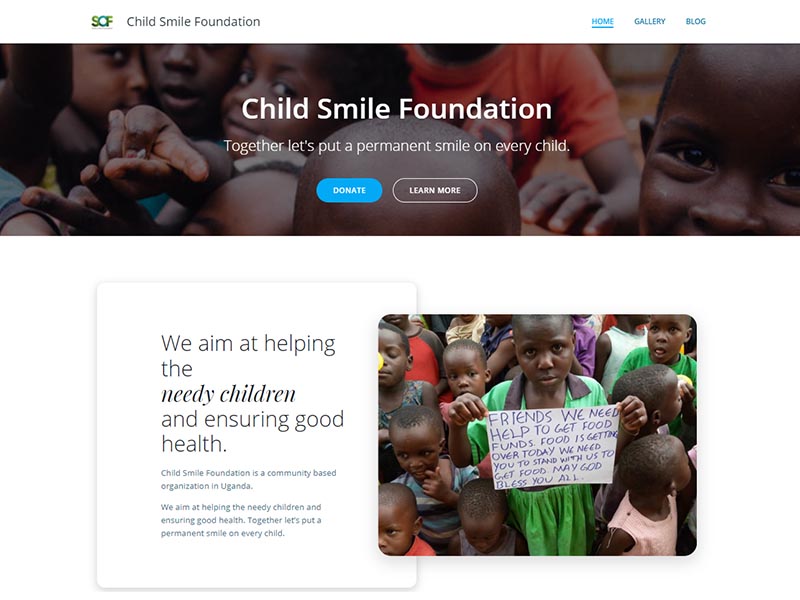 SCF Child Smile Foundation HOME GALLERY BLOG
Child Smile Foundation
Together let's put a permanent smile on every child.
DONATE LEARN MORE
We aim at helping
the
needy children
and ensuring good
health.
Child Smile Foundation is a community based
organization in Uganda.
We aim at helping the needy children and
ensuring good health. Together let's put a
permanent smile on every child.
FRIENDS WE NEED
HELP TO GET FOOD
FUNDS. FOOD IS GETTING
OVER TODAY WE NEED
YOU TO STAND WITH US TO
GET FOOD. MAY GOD
BLESS YOU ALL.